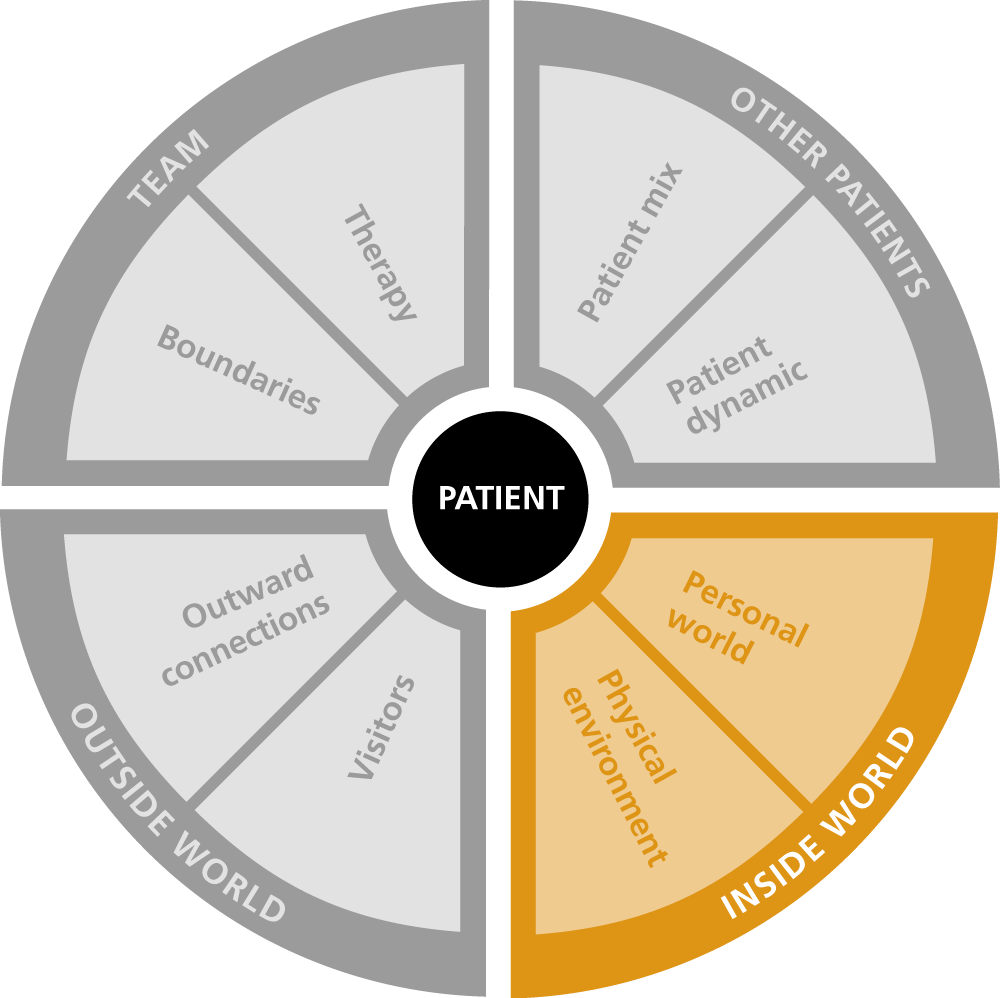 TEAM
Therapy
Boundaries
OTHER PATIENTS
Patient mix
Patient
dynamic
PATIENT
Outward
connections
Visitors
OUTSIDE WORLD
Personal
world
Physical
environment
INSIDE WORLD